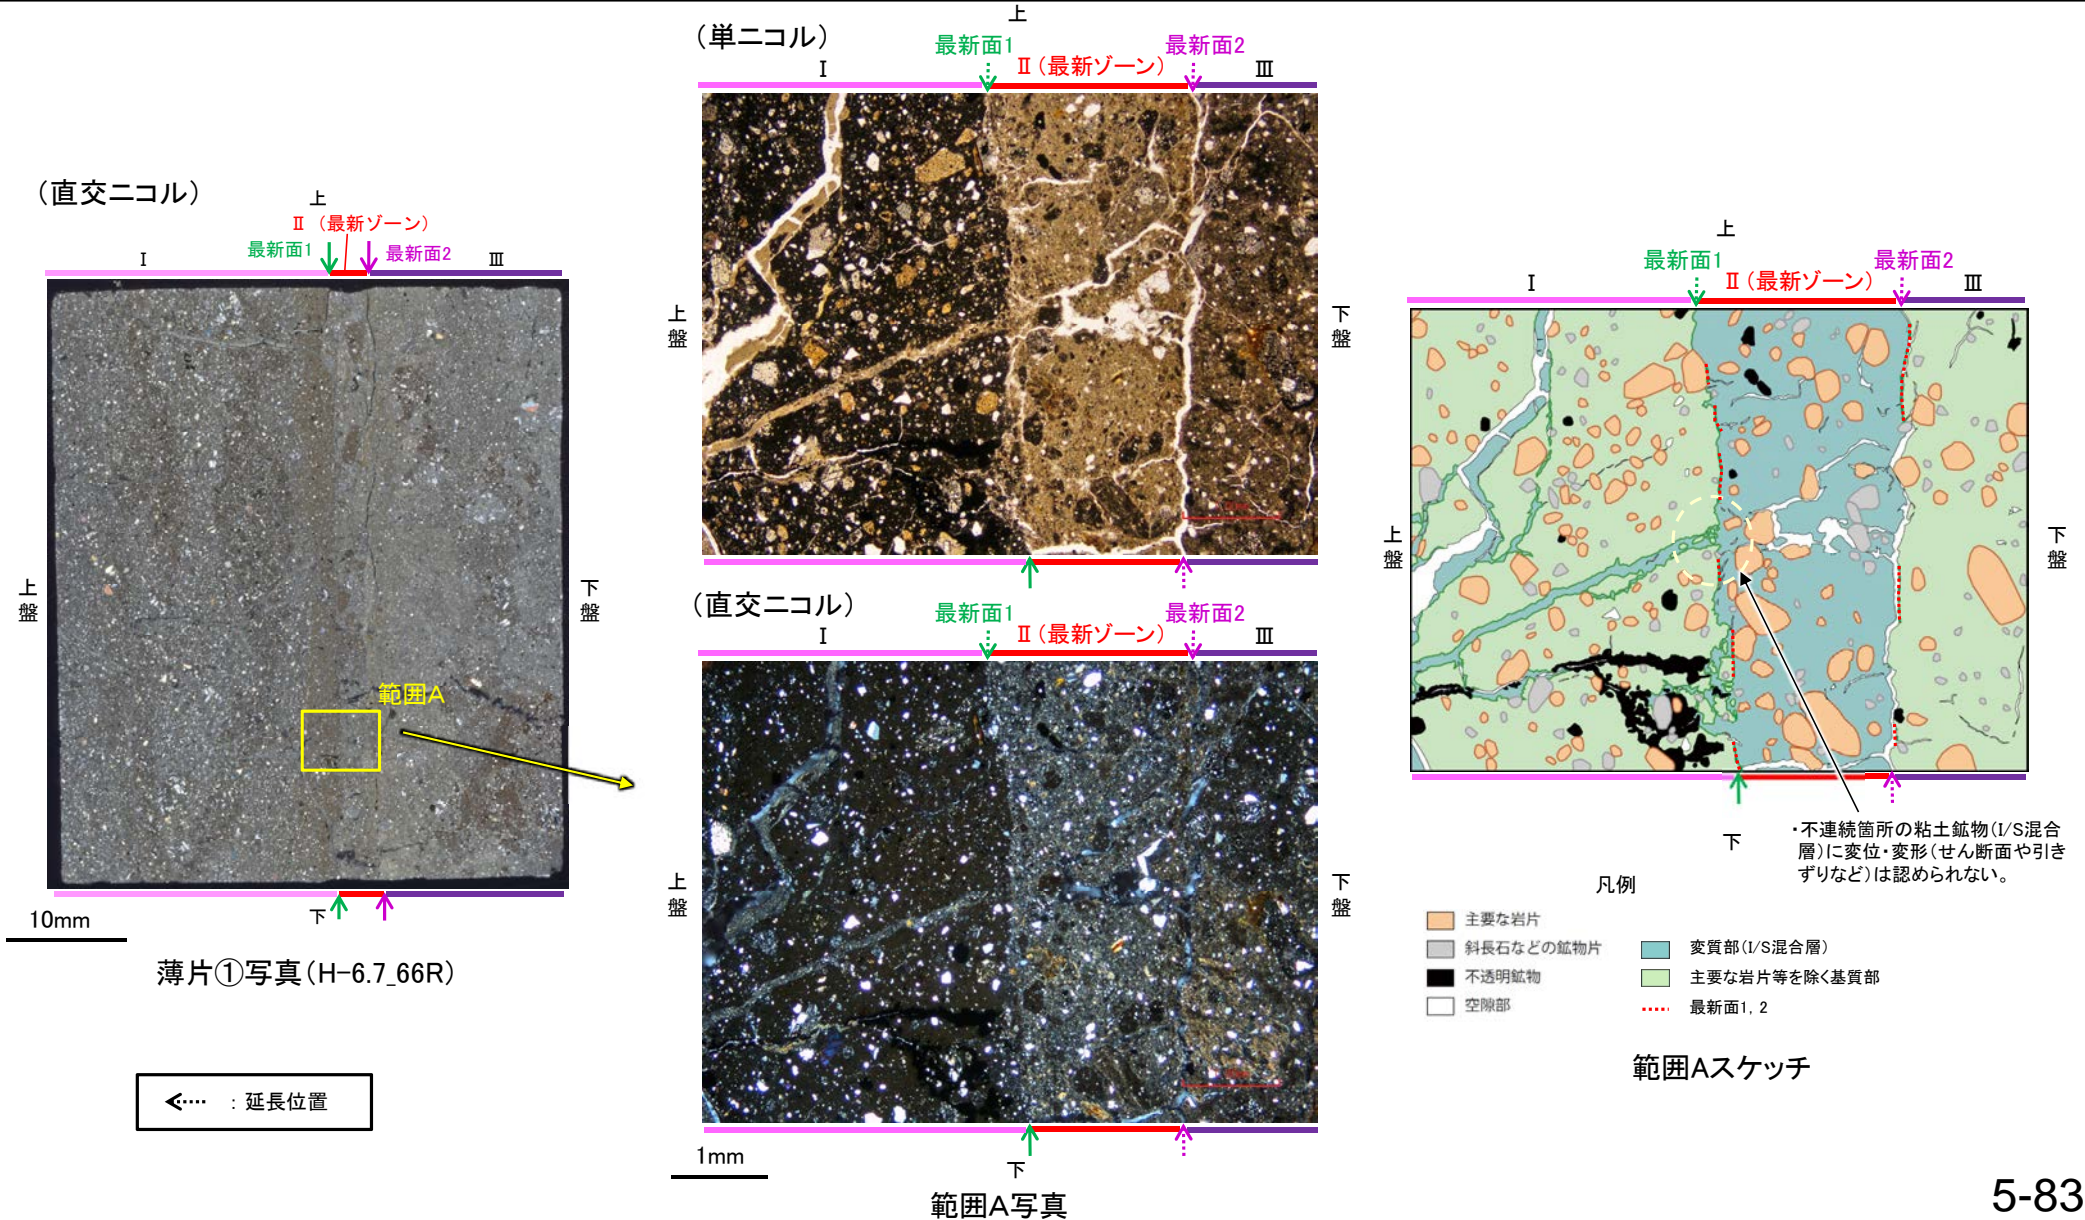 (直交ニコル)
上
Ⅱ (最新ゾーン)
最新面1
最新面2
Ⅰ
Ⅲ
上盤
下盤
範囲A
下
10mm
薄片①写真(H-6.7_66R)
: 延長位置
(単ニコル)
上
最新面1
最新面2
Ⅰ
Ⅱ (最新ゾーン)
Ⅲ
上盤
下盤
(直交ニコル)
最新面1
最新面2
Ⅰ
Ⅱ (最新ゾーン)
Ⅲ
上盤
下盤
1mm
下
範囲A写真
上
最新面1
最新面2
Ⅰ
Ⅱ (最新ゾーン)
Ⅲ
上盤
下盤
下
・不連続箇所の粘土鉱物(I/S混合
層)に変位・変形(せん断面や引き
ずりなど)は認められない。
凡例
主要な岩片
斜長石などの鉱物片
不透明鉱物
空隙部
変質部(I/S混合層)
主要な岩片等を除く基質部
最新面1, 2
範囲Aスケッチ
5-83